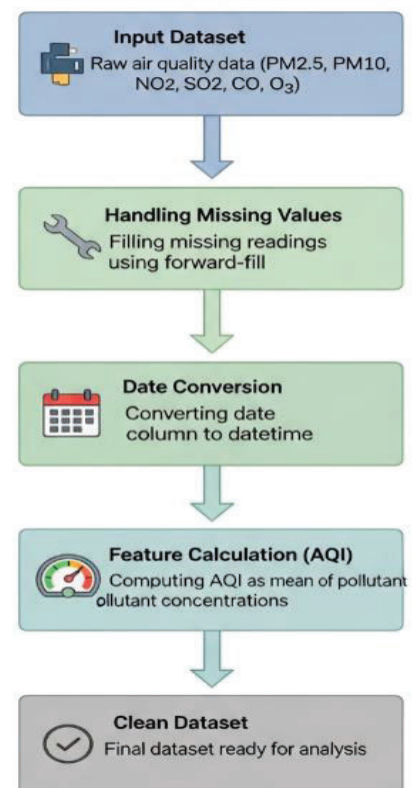 Input Dataset
Raw air quality data (PM2.5, PM10,
NO2, SO2, CO, O₃)
Handling Missing Values
Filling missing readings
using forward-fill
Date Conversion
Converting date
column to datetime
Feature Calculation (AQI)
Computing AQI as mean of pollutant
ollutant concentrations
Clean Dataset
Final dataset ready for analysis